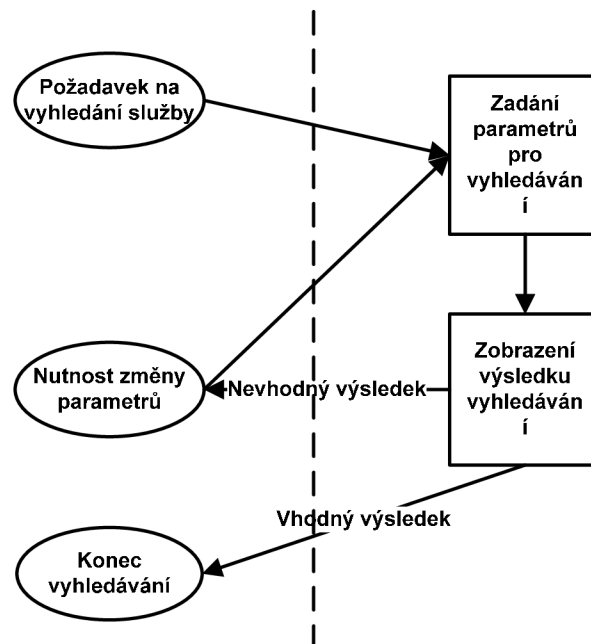 Požadavek na
vyhledání služby
Zadání
parametrů
pro
vyhledáván
í
Nutnost změny
parametrů
Nevhodný výsledek
Zobrazení
výsledku
vyhledáván
í
Vhodný výsledek
Konec
vyhledávání